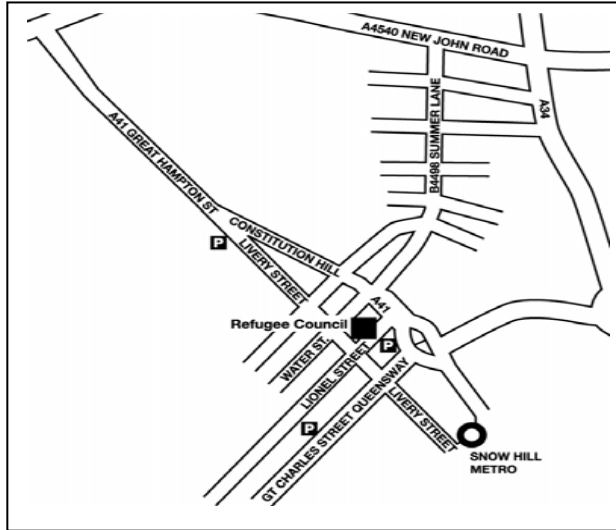 A4540 NEW JOHN ROAD
A34
B4498 SUMMER LANE
A41 GREAT HAMPTON ST
CONSTITUTION HILL
P
LIVERY STREET
A41
Refugee Council
P
WATER ST.
LIONEL STREET
P
GT CHARLES STREET QUEENSWAY
LIVERY STREET
SNOW HILL
METRO